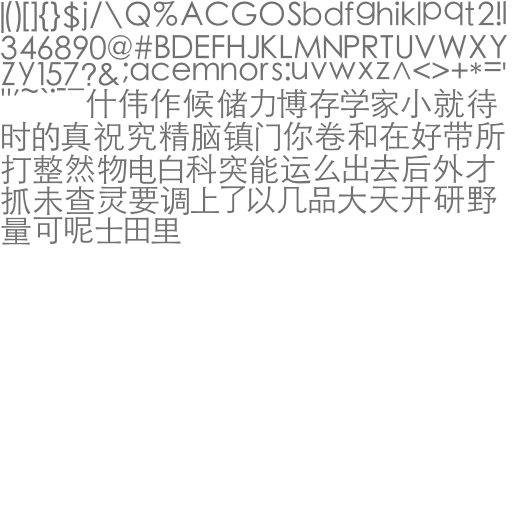 |()[]{}$j/\Q%ACGOSbdfghiklpqt2!I
346890@#BDEFHJKLMNPRTUVWXY
Zy157?&;acemnors:uvwxz^<>+*='
"'~`;-—什伟作候储力博存学家小就待
时的真祝究精脑镇门你卷和在好带所
打整然物电白科突能运么出去后外才
抓未查灵要调上了以几品大天开研野
量可呢士田里